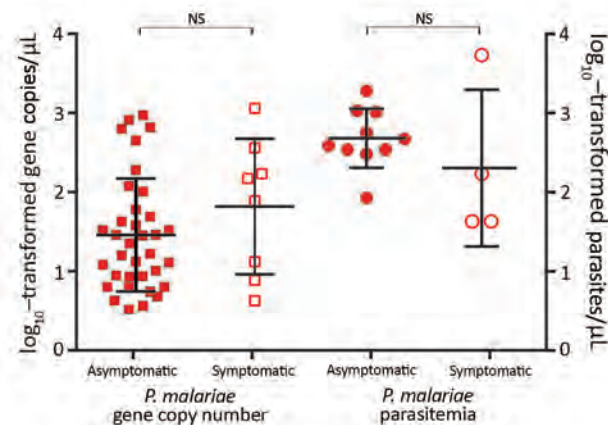 NS
NS
4
3
2
1
0
log10–transformed gene copies/µL
4
3
2
1
0
log10–transformed parasites/µL
Asymptomatic
Symptomatic
Asymptomatic
Symptomatic
P. malariae
gene copy number
P. malariae
parasitemia